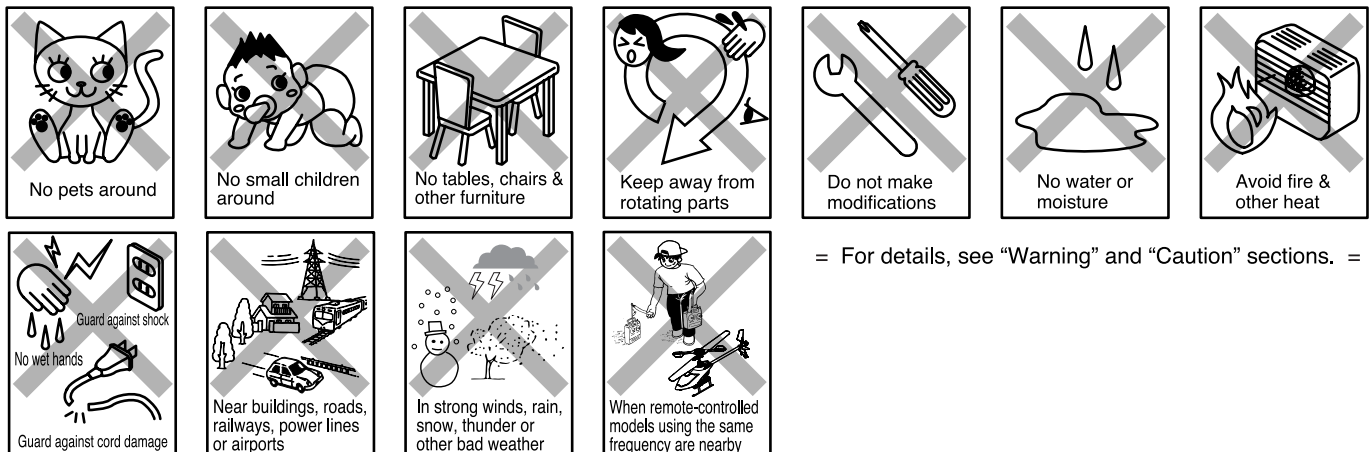 No pets around
No small children
around
No tables, chairs &
other furniture
Keep away from
rotating parts
Do not make
modifications
No water or
moisture
Avoid fire &
other heat
Guard against shock
No wet hands
Guard against cord damage
Near buildings, roads,
railways, power lines
or airports
In strong winds, rain,
snow, thunder or
other bad weather
When remote-controlled
models using the same
frequency are nearby
= For details, see “Warning” and “Caution” sections. =